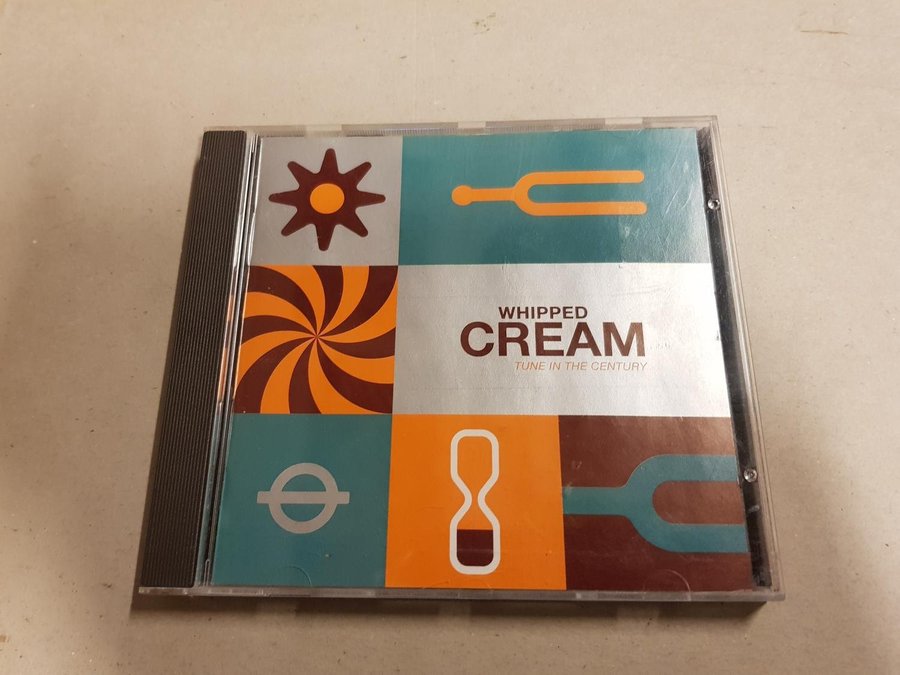 WHIPPED
CREAM
TUNE IN THE CENTURY